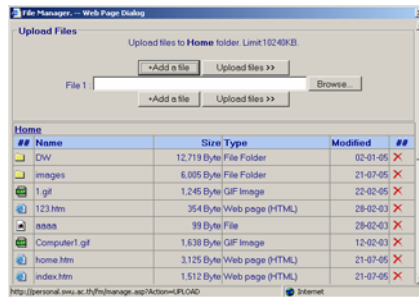 File Manager. -- Web Page Dialog
Upload Files
Upload files to Home folder. Limit:10240KB.
+Add a file Upload files >>
File 1 : Browse...
+Add a file Upload files >>
Home
## Name Size Type Modified ##
DW 12,719 Byte File Folder 02-01-05
images 6,005 Byte File Folder 21-07-05
1.gif 1,245 Byte GIF Image 22-02-05
123.htm 354 Byte Web page (HTML) 28-02-03
aaaa 99 Byte File 28-02-03
Computer1.gif 1,638 Byte GIF Image 12-02-03
home.htm 3,125 Byte Web page (HTML) 21-07-05
index.htm 1,512 Byte Web page (HTML) 21-07-05
http://personal.swu.ac.th/fm/manage.asp?Action=UPLOAD Internet